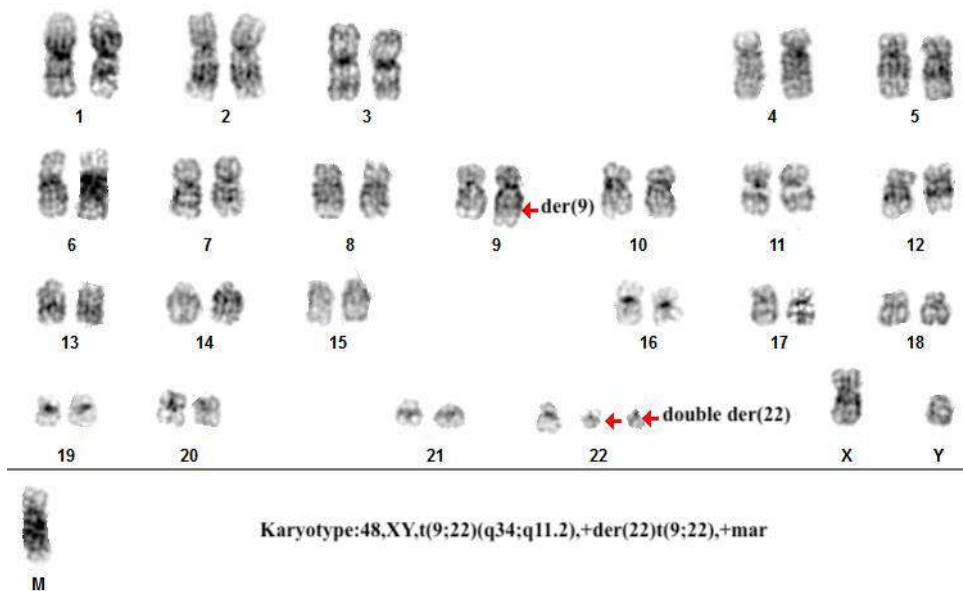 1 2 3 4 5
der(9)
6 7 8 9 10 11 12
13 14 15 16 17 18
double der(22)
19 20 21 22 X Y
Karyotype:48,XY,t(9;22)(q34;q11.2),+der(22)t(9;22),+mar
M